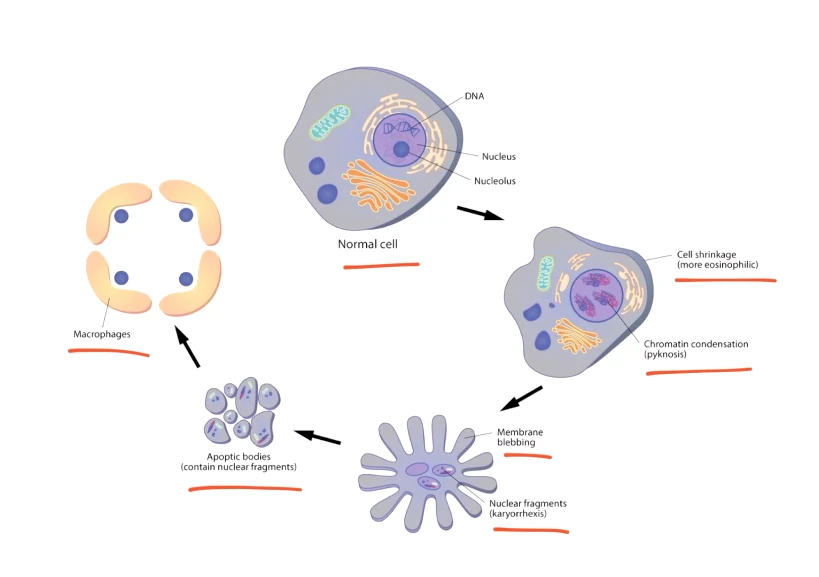 DNA
Nucleus
Nucleolus
Normal cell
Cell shrinkage
(more eosinophilic)
Chromatin condensation
(pyknosis)
Membrane
blebbing
Nuclear fragments
(karyorrhexis)
Apoptic bodies
(contain nuclear fragments)
Macrophages